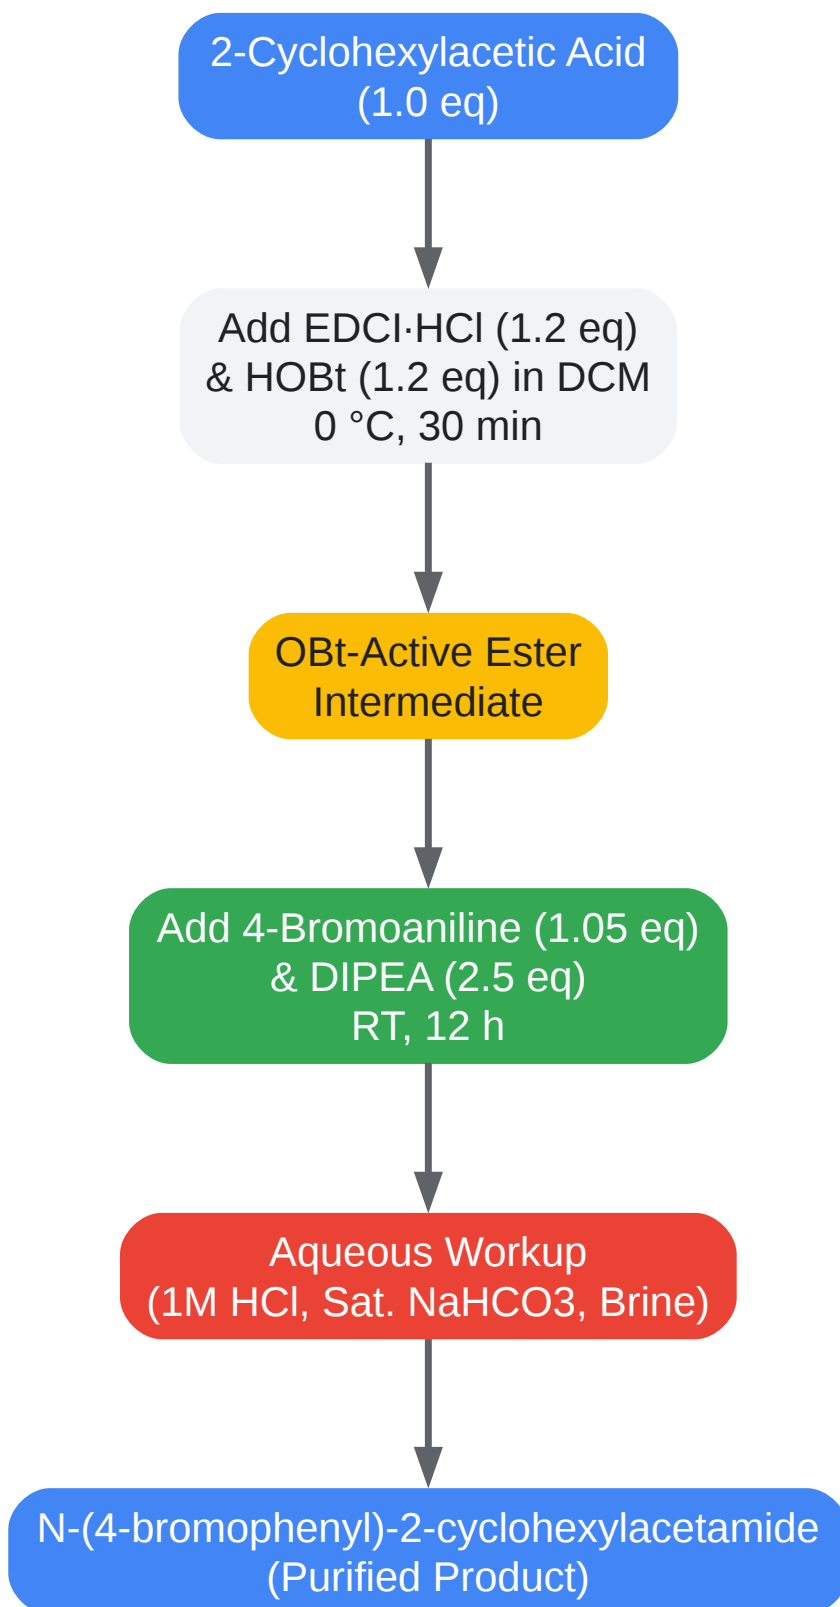 2-Cyclohexylacetic Acid
(1.0 eq)
Add EDCI·HCl (1.2 eq)
& HOBt (1.2 eq) in DCM
0 °C, 30 min
OBt-Active Ester
Intermediate
Add 4-Bromoaniline (1.05 eq)
& DIPEA (2.5 eq)
RT, 12 h
Aqueous Workup
(1M HCl, Sat. NaHCO3, Brine)
N-(4-bromophenyl)-2-cyclohexylacetamide
(Purified Product)